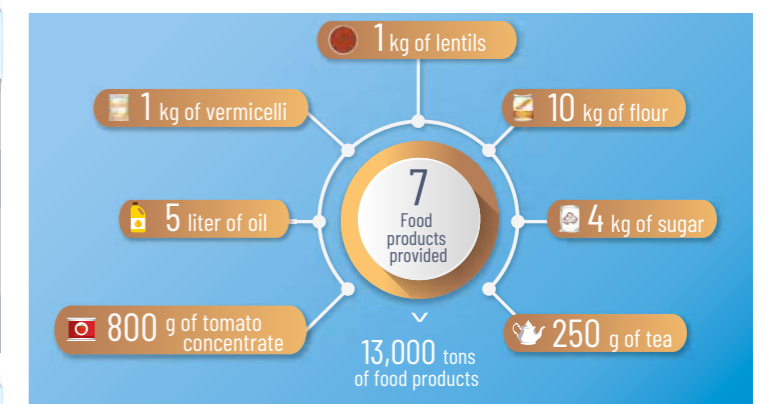 1 kg of lentils
1 kg of vermicelli
10 kg of flour
5 liter of oil
4 kg of sugar
800 g of tomato
concentrate
250 g of tea
7
Food
products
provided
13,000 tons
of food products